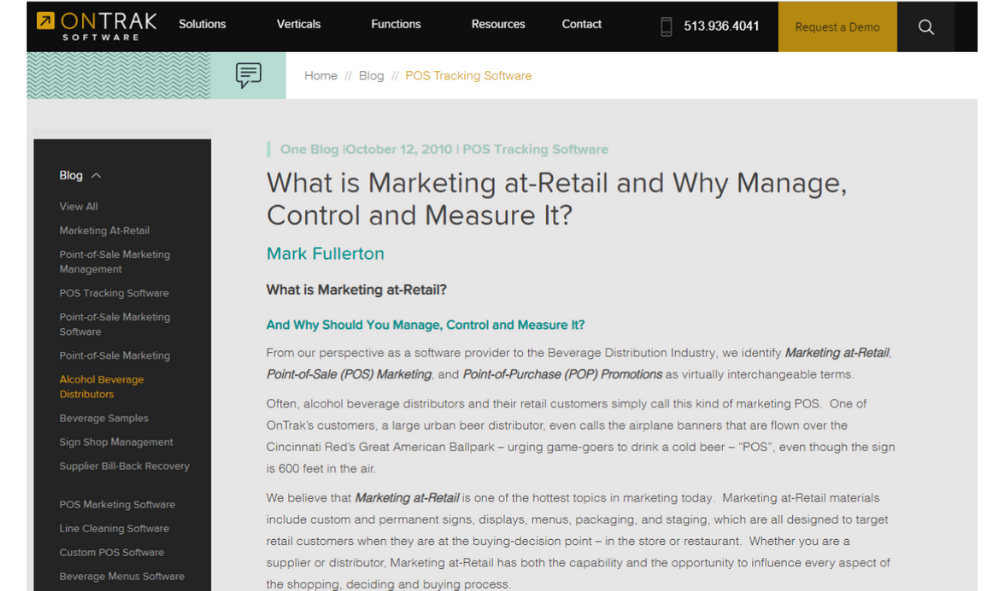 ONTRAK
SOFTWARE
Solutions
Verticals
Functions
Resources
Contact
513.936.4041
Request a Demo
Home // Blog // POS Tracking Software
Blog
View All
Marketing At-Retail
Point-of-Sale Marketing
Management
POS Tracking Software
Point-of-Sale Marketing
Software
Point-of-Sale Marketing
Alcohol Beverage
Distributors
Beverage Samples
Sign Shop Management
Supplier Bill-Back Recovery
POS Marketing Software
Line Cleaning Software
Custom POS Software
Beverage Menus Software
One Blog |October 12, 2010 | POS Tracking Software
What is Marketing at-Retail and Why Manage,
Control and Measure It?
Mark Fullerton
What is Marketing at-Retail?
And Why Should You Manage, Control and Measure It?
From our perspective as a software provider to the Beverage Distribution Industry, we identify Marketing at-Retail,
Point-of-Sale (POS) Marketing, and Point-of-Purchase (POP) Promotions as virtually interchangeable terms.
Often, alcohol beverage distributors and their retail customers simply call this kind of marketing POS. One of
OnTrak's customers, a large urban beer distributor, even calls the airplane banners that are flown over the
Cincinnati Red's Great American Ballpark – urging game-goers to drink a cold beer – "POS", even though the sign
is 600 feet in the air.
We believe that Marketing at-Retail is one of the hottest topics in marketing today. Marketing at-Retail materials
include custom and permanent signs, displays, menus, packaging, and staging, which are all designed to target
retail customers when they are at the buying-decision point – in the store or restaurant. Whether you are a
supplier or distributor, Marketing at-Retail has both the capability and the opportunity to influence every aspect of
the shopping, deciding and buying process.